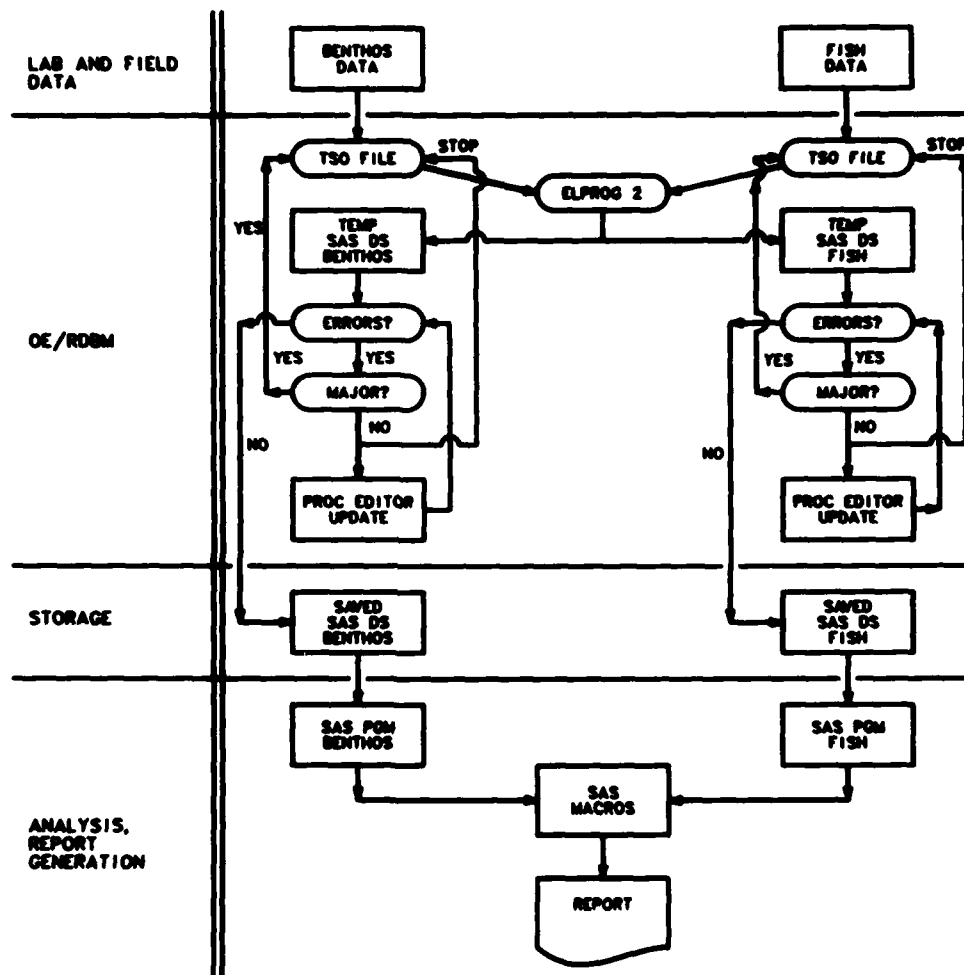 LAB AND FIELD
DATA
BENTHOS
DATA
FISH
DATA
TSO FILE
STOP
TSO FILE
STOP
ELPROG 2
YES
TEMP
SAS DS
BENTHOS
TEMP
SAS DS
FISH
OE/RDBM
ERRORS?
ERRORS?
YES
YES
YES
YES
MAJOR?
MAJOR?
NO
NO
NO
NO
PROC EDITOR
UPDATE
PROC EDITOR
UPDATE
STORAGE
SAVED
SAS DS
BENTHOS
SAVED
SAS DS
FISH
SAS PGM
BENTHOS
SAS PGM
FISH
SAS
MACROS
ANALYSIS,
REPORT
GENERATION
REPORT